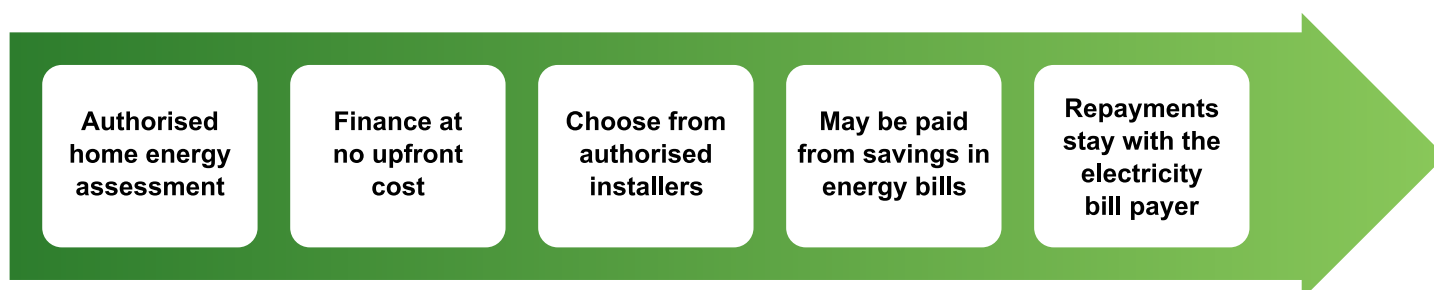 Authorised
home energy
assessment
Finance at
no upfront
cost
Choose from
authorised
installers
May be paid
from savings in
energy bills
Repayments
stay with the
electricity
bill payer